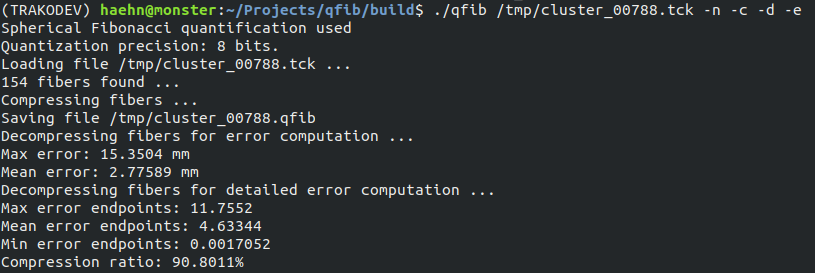 (TRAKODEV) haehn@monster:~/Projects/qfib/build$ ./qfib /tmp/cluster_00788.tck -n -c -d -e
Spherical Fibonacci quantification used
Quantization precision: 8 bits.
Loading file /tmp/cluster_00788.tck ...
154 fibers found ...
Compressing fibers ...
Saving file /tmp/cluster_00788.qfib
Decompressing fibers for error computation ...
Max error: 15.3504 mm
Mean error: 2.77589 mm
Decompressing fibers for detailed error computation ...
Max error endpoints: 11.7552
Mean error endpoints: 4.63344
Min error endpoints: 0.0017052
Compression ratio: 90.8011%